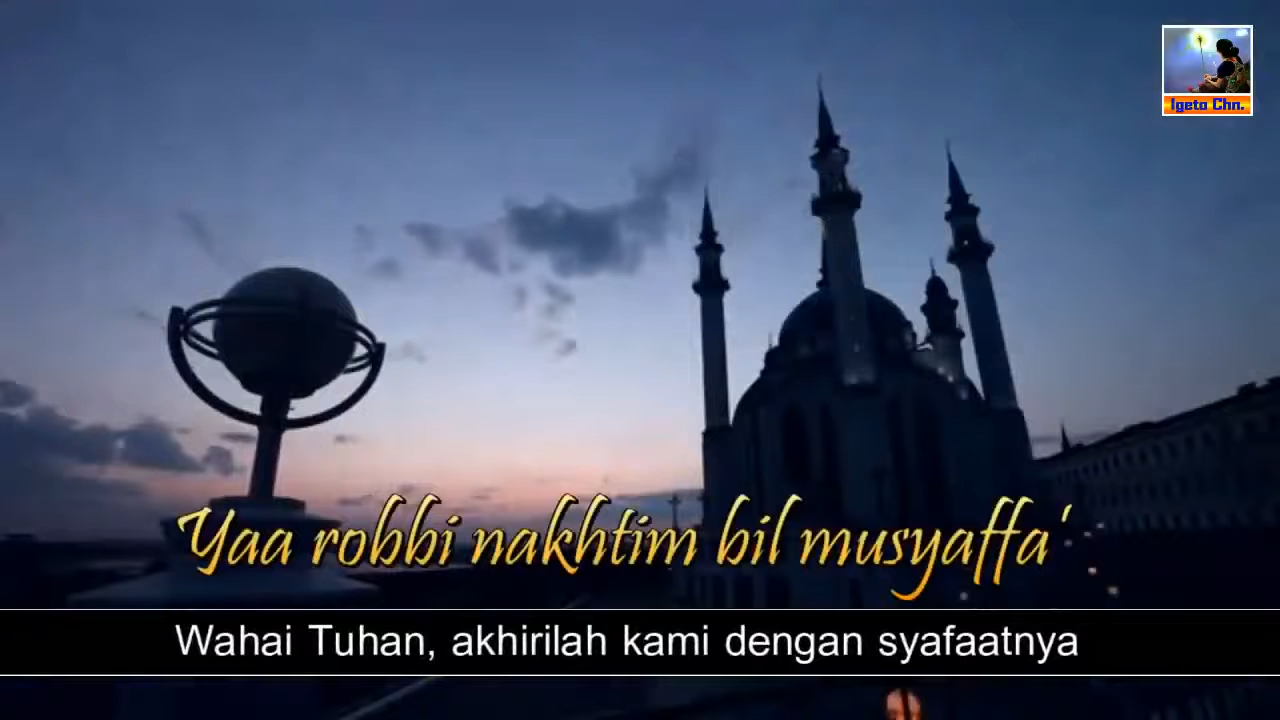 Igeto Chn.
Yaa robbi nakhtim bil musyaffa'
Wahai Tuhan, akhirilah kami dengan syafaatnya